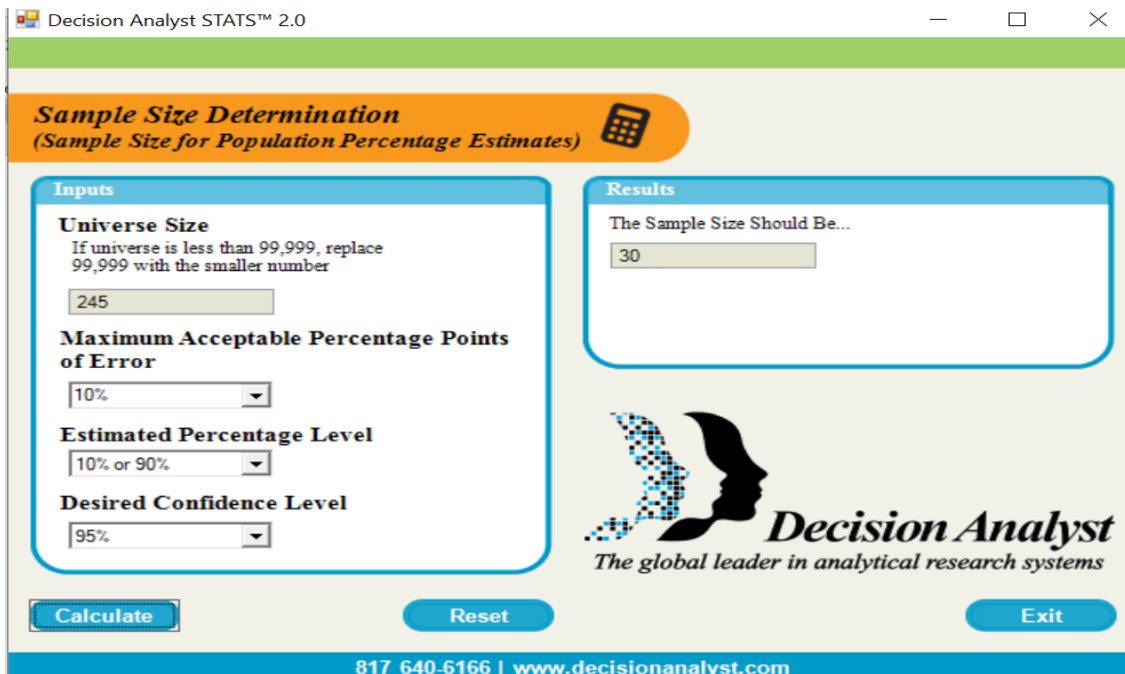 Decision Analyst STATS™ 2.0
Sample Size Determination
(Sample Size for Population Percentage Estimates)
Inputs
Universe Size
If universe is less than 99,999, replace
99,999 with the smaller number
245
Maximum Acceptable Percentage Points
of Error
10%
Estimated Percentage Level
10% or 90%
Desired Confidence Level
95%
Results
The Sample Size Should Be...
30
Decision Analyst
The global leader in analytical research systems
Calculate
Reset
Exit
817 640-6166 | www.decisionanalyst.com